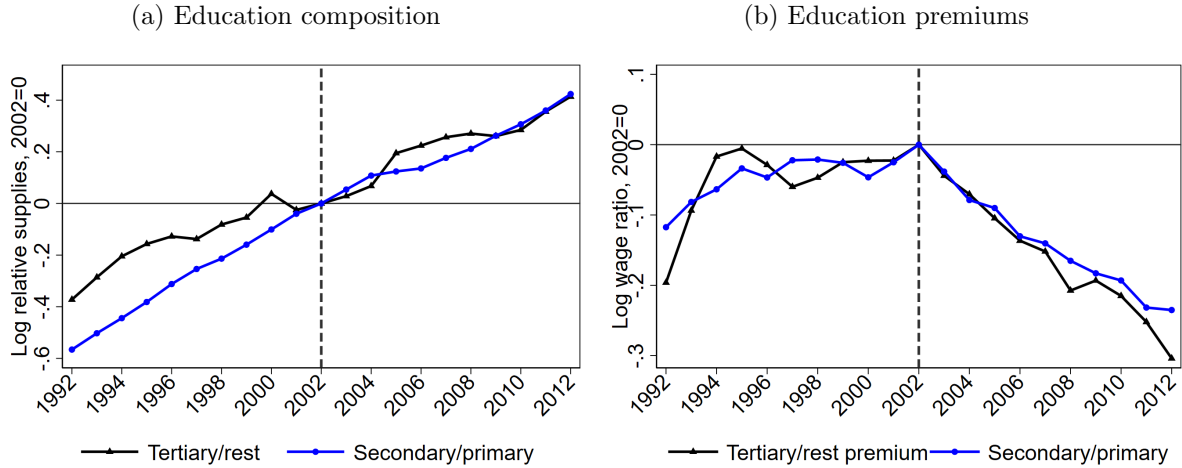 (a) Education composition
Log relative supplies, 2002=0
.4
.2
0
-.2
-.4
-.6
1992 1994 1996 1998 2000 2002 2004 2006 2008 2010 2012
Tertiary/rest Secondary/primary
(b) Education premiums
Log wage ratio, 2002=0
.1
0
-.1
-.2
-.3
1992 1994 1996 1998 2000 2002 2004 2006 2008 2010 2012
Tertiary/rest premium Secondary/primary